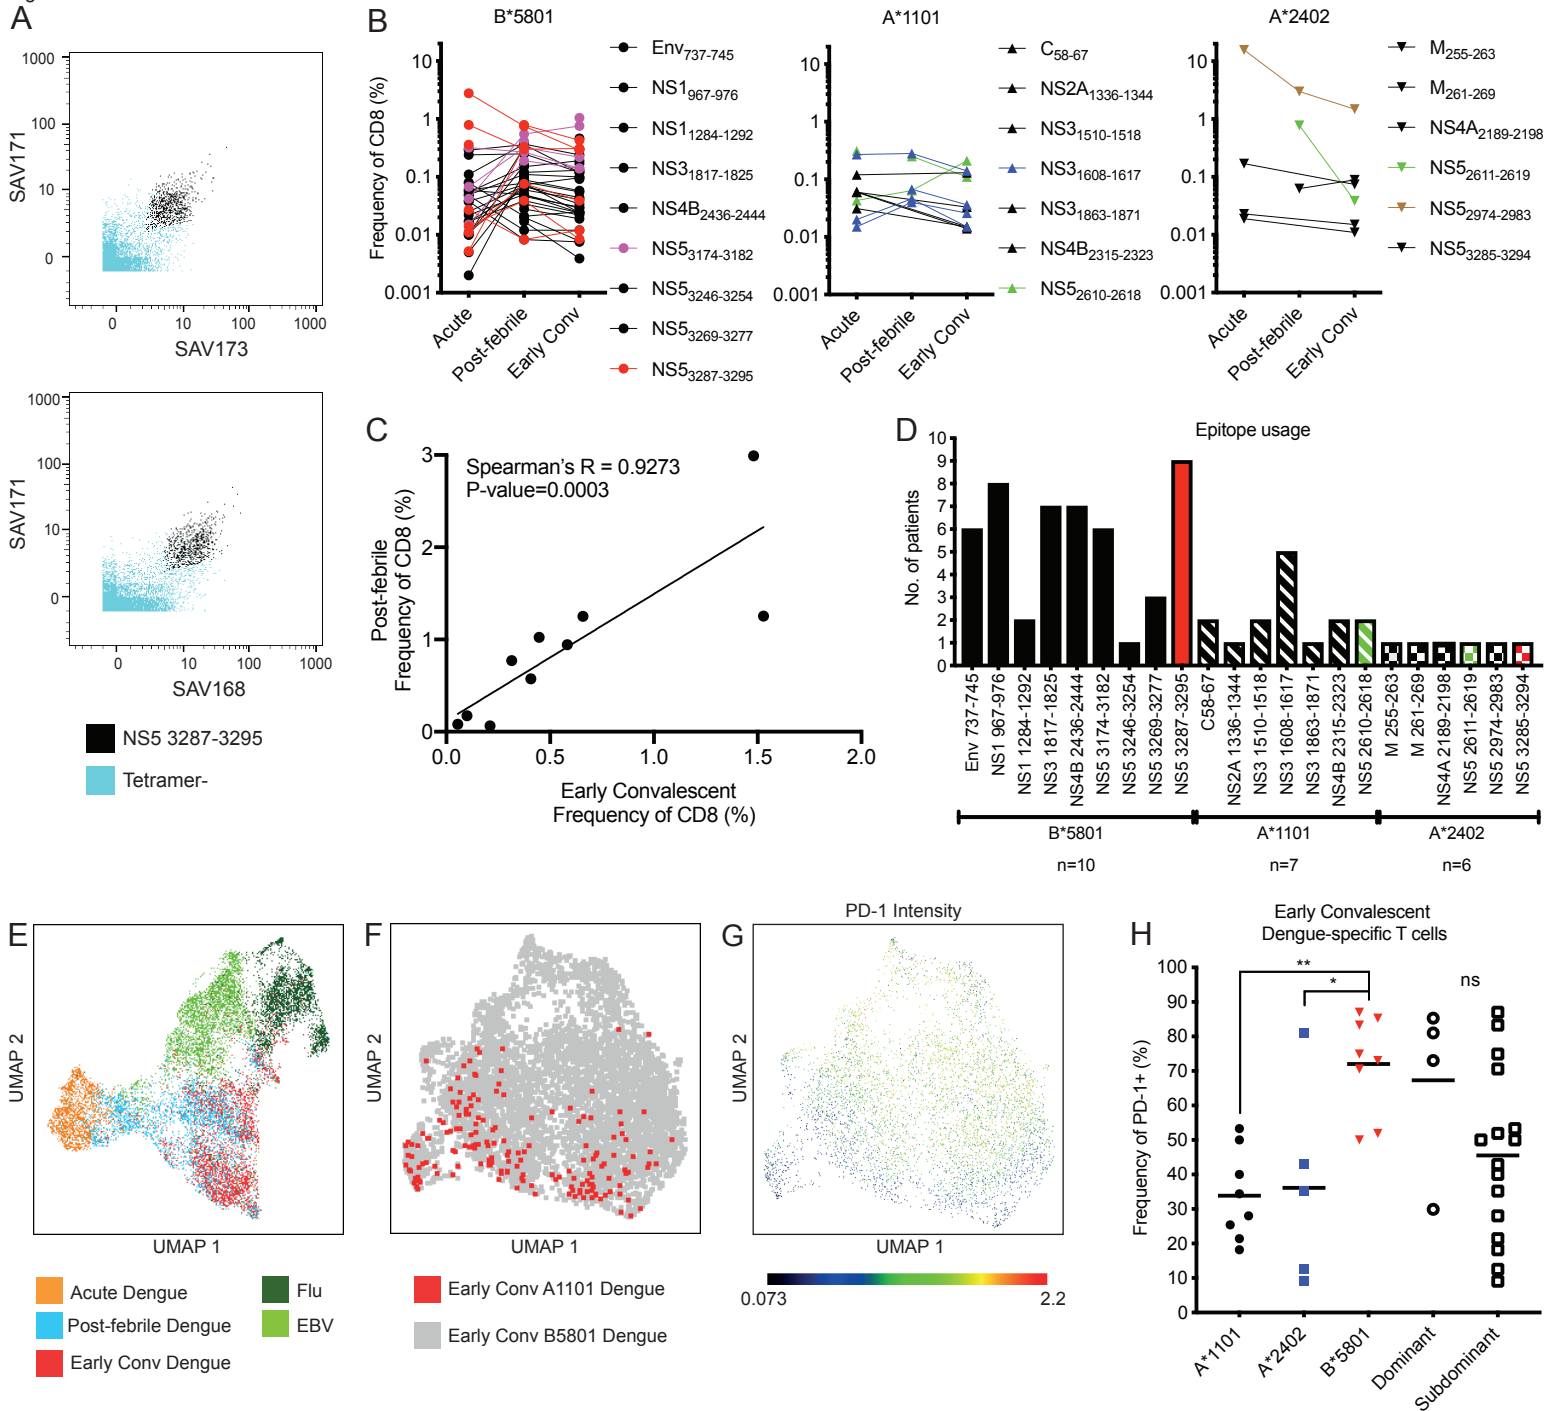 A
1000
100
10
0
SAV171
0
10
100
1000
SAV173
1000
100
10
0
SAV171
0
10
100
1000
SAV168
NS5 3287-3295
Tetramer-
B
B*5801
Frequency of CD8 (%)
10
1
0.1
0.01
0.001
Acute
Post-febrile
Early Conv
Env737-745
NS1967-976
NS11284-1292
NS31817-1825
NS4B2436-2444
NS53174-3182
NS53246-3254
NS53269-3277
NS53287-3295
A*1101
10
1
0.1
0.01
0.001
Acute
Post-febrile
Early Conv
C58-67
NS2A1336-1344
NS31510-1518
NS31608-1617
NS31863-1871
NS4B2315-2323
NS52610-2618
A*2402
10
1
0.1
0.01
0.001
Acute
Post-febrile
Early Conv
M255-263
M261-269
NS4A2189-2198
NS52611-2619
NS52974-2983
NS53285-3294
C
Spearman's R = 0.9273
P-value=0.0003
Post-febrile
Frequency of CD8 (%)
3
2
1
0
0.0
0.5
1.0
1.5
2.0
Early Convalescent
Frequency of CD8 (%)
D
Epitope usage
No. of patients
10
9
8
7
6
5
4
3
2
1
0
Env 737-745
NS1 967-976
NS1 1284-1292
NS3 1817-1825
NS4B 2436-2444
NS5 3174-3182
NS5 3246-3254
NS5 3269-3277
NS5 3287-3295
C58-67
NS2A 1336-1344
NS3 1510-1518
NS3 1608-1617
NS3 1863-1871
NS4B 2315-2323
NS5 2610-2618
M 255-263
M 261-269
NS4A 2189-2198
NS5 2611-2619
NS5 2974-2983
NS5 3285-3294
B*5801
A*1101
A*2402
n=10
n=7
n=6
E
UMAP 2
UMAP 1
Acute Dengue
Post-febrile Dengue
Early Conv Dengue
Flu
EBV
F
UMAP 2
UMAP 1
Early Conv A1101 Dengue
Early Conv B5801 Dengue
G
PD-1 Intensity
UMAP 2
UMAP 1
0.073
2.2
H
Early Convalescent
Dengue-specific T cells
Frequency of PD-1+ (%)
100
90
80
70
60
50
40
30
20
10
0
**
*
ns
A*1101
A*2402
B*5801
Dominant
Subdominant